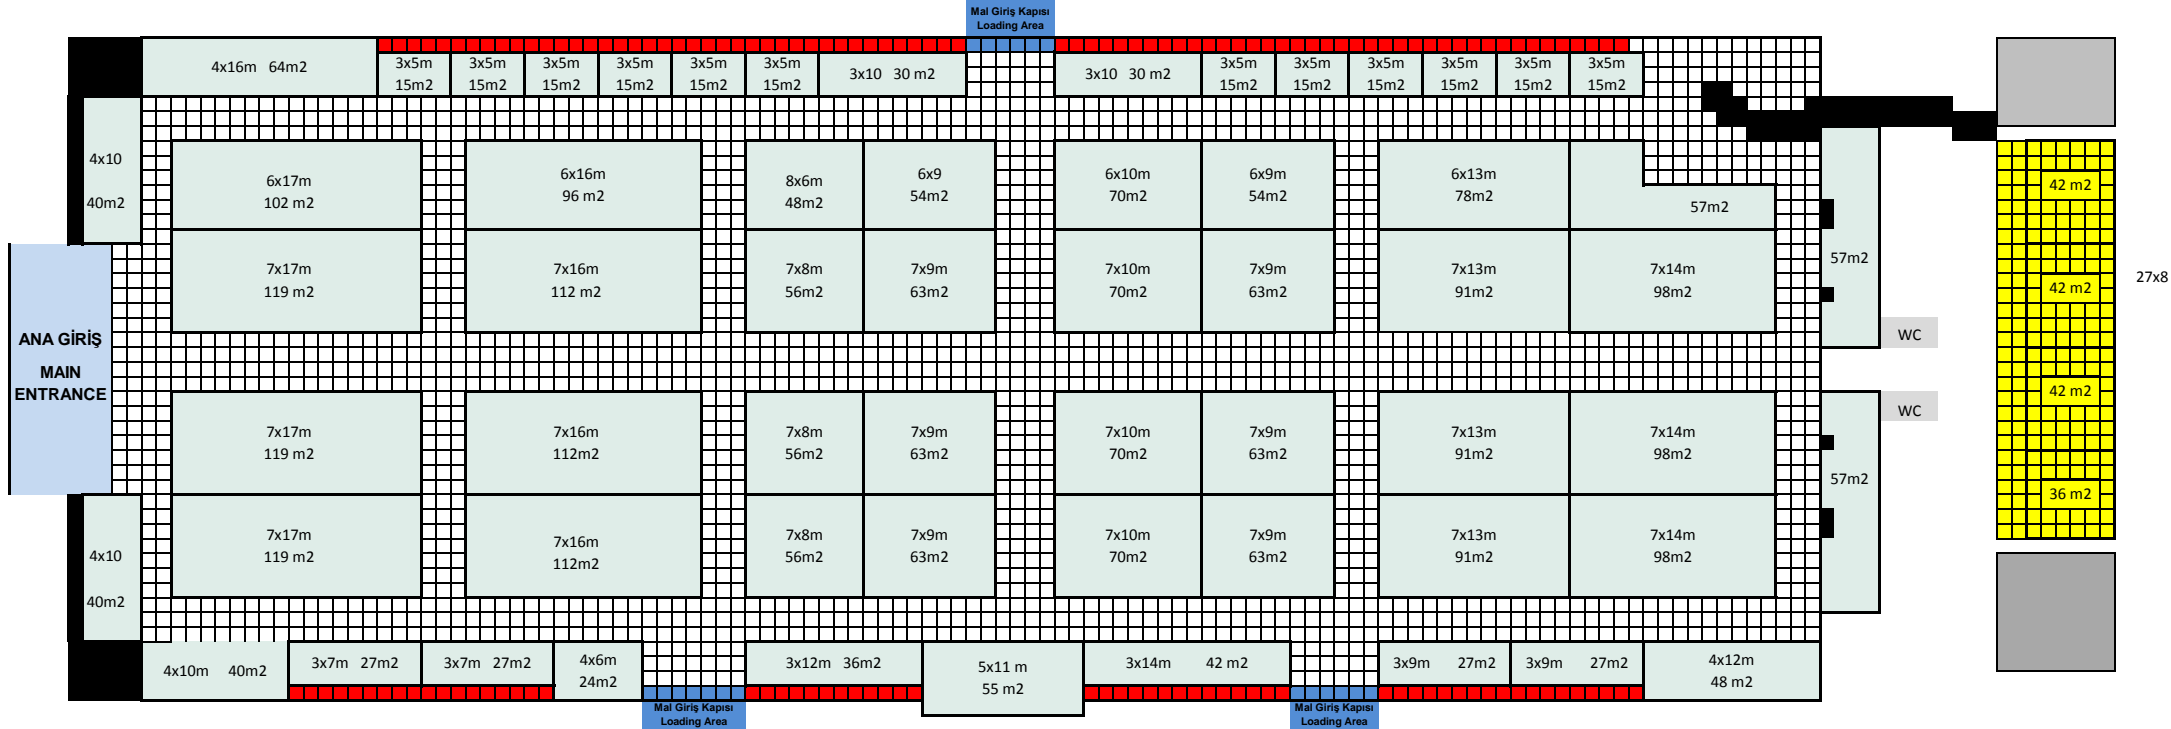 Mal Giriş Kapısı
Loading Area
4x16m 64m2
3x5m
15m2
3x5m
15m2
3x5m
15m2
3x5m
15m2
3x5m
15m2
3x5m
15m2
3x10 30 m2
3x10 30 m2
3x5m
15m2
3x5m
15m2
3x5m
15m2
3x5m
15m2
3x5m
15m2
3x5m
15m2
4x10
40m2
6x17m
102 m2
6x16m
96 m2
8x6m
48m2
6x9
54m2
6x10m
70m2
6x9m
54m2
6x13m
78m2
57m2
42 m2
7x17m
119 m2
7x16m
112 m2
7x8m
56m2
7x9m
63m2
7x10m
70m2
7x9m
63m2
7x13m
91m2
7x14m
98m2
57m2
42 m2
27x8
WC
ANA GİRİŞ
MAIN
ENTRANCE
7x17m
119 m2
7x16m
112m2
7x8m
56m2
7x9m
63m2
7x10m
70m2
7x9m
63m2
7x13m
91m2
7x14m
98m2
WC
42 m2
57m2
36 m2
4x10
40m2
7x17m
119 m2
7x16m
112m2
7x8m
56m2
7x9m
63m2
7x10m
70m2
7x9m
63m2
7x13m
91m2
7x14m
98m2
4x10m 40m2
3x7m 27m2
3x7m 27m2
4x6m
24m2
3x12m 36m2
5x11 m
55 m2
3x14m 42 m2
3x9m 27m2
3x9m 27m2
4x12m
48 m2
Mal Giriş Kapısı
Loading Area
Mal Giriş Kapısı
Loading Area